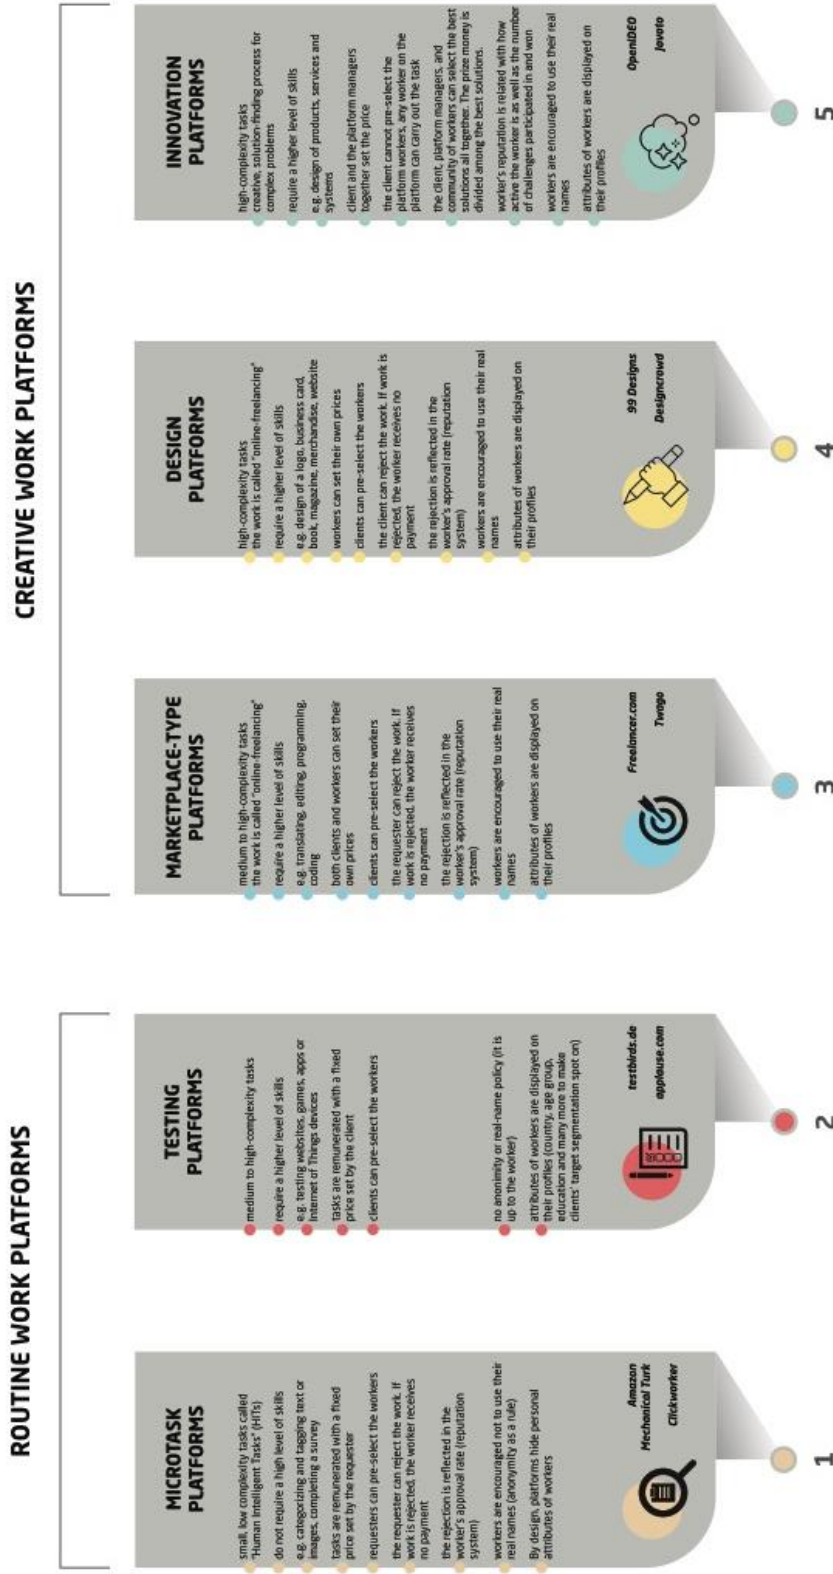 ROUTINE WORK PLATFORMS
CREATIVE WORK PLATFORMS
MICROTASK
PLATFORMS
small, low complexity tasks called
"Human Intelligent Tasks" (HITs)
do not require a high level of skills
e.g. categorizing and tagging text or
images, completing a survey
tasks are remunerated with a fixed
price set by the requester
requesters can pre-select the workers
the requester can reject the work. If
work is rejected, the worker receives
no payment
the rejection is reflected in the
worker's approval rate (reputation
system)
workers are encouraged not to use their
real names (anonymity as a rule)
By design, platforms hide personal
attributes of workers
Amazon
Mechanical Turk
Clickworker
1
TESTING
PLATFORMS
medium to high-complexity tasks
require a higher level of skills
e.g. testing websites, games, apps or
Internet of Things devices
tasks are remunerated with a fixed
price set by the client
clients can pre-select the workers
no anonimity or real-name policy (it is
up to the worker)
attributes of workers are displayed on
their profiles (country, age group,
education and many more to make
clients' target segmentation spot on)
testbirds.de
applause.com
2
MARKETPLACE-TYPE
PLATFORMS
medium to high-complexity tasks
the work is called "online-freelancing"
require a higher level of skills
e.g. translating, editing, programming,
coding
both clients and workers can set their
own prices
clients can pre-select the workers
the requester can reject the work. If
work is rejected, the worker receives
no payment
the rejection is reflected in the
worker's approval rate (reputation
system)
workers are encouraged to use their real
names
attributes of workers are displayed on
their profiles
Freelancer.com
Twago
3
DESIGN
PLATFORMS
high-complexity tasks
the work is called "online-freelancing"
require a higher level of skills
e.g. design of a logo, business card,
book, magazine, merchandise, website
workers can set their own prices
clients can pre-select the workers
the client can reject the work. If work is
rejected, the worker receives no
payment
the rejection is reflected in the
worker's approval rate (reputation
system)
workers are encouraged to use their real
names
attributes of workers are displayed on
their profiles
99 Designs
Designcrowd
4
INNOVATION
PLATFORMS
high-complexity tasks
creative, solution-finding process for
complex problems
require a higher level of skills
e.g. design of products, services and
systems
client and the platform managers
together set the price
the client cannot pre-select the
platform workers, any worker on the
platform can carry out the task
the client, platform managers, and
community of workers can select the best
solutions all together. The prize money is
divided among the best solutions.
worker's reputation is related with how
active the worker is as well as the number
of challenges participated in and won
workers are encouraged to use their real
names
attributes of workers are displayed on
their profiles
OpenIDEO
Jovoto
5